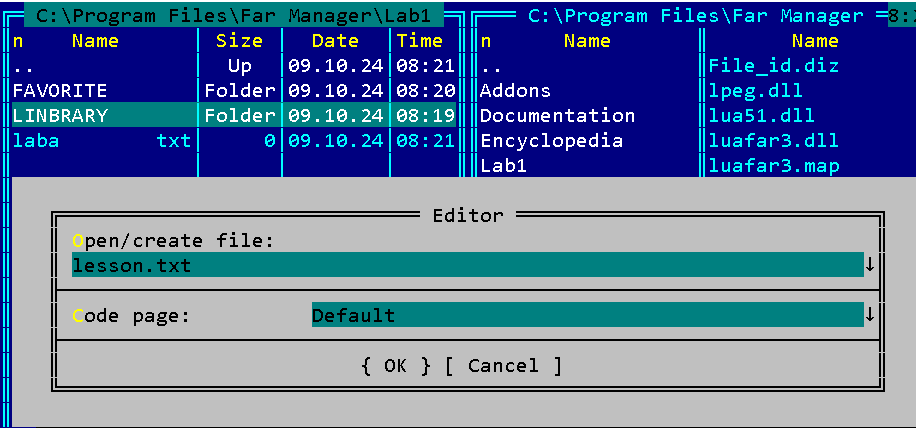 C:\Program Files\Far Manager\Lab1
C:\Program Files\Far Manager
n Name Size Date Time n Name Name
.. Up 09.10.24 08:21 .. File_id.diz
FAVORITE Folder 09.10.24 08:20 Addons lpeg.dll
LINBRARY Folder 09.10.24 08:19 Documentation lua51.dll
laba txt 0 09.10.24 08:21 Encyclopedia luafar3.dll
Lab1 luafar3.map
Editor
Open/create file:
lesson.txt ↓
Code page: Default ↓
{ OK } [ Cancel ]